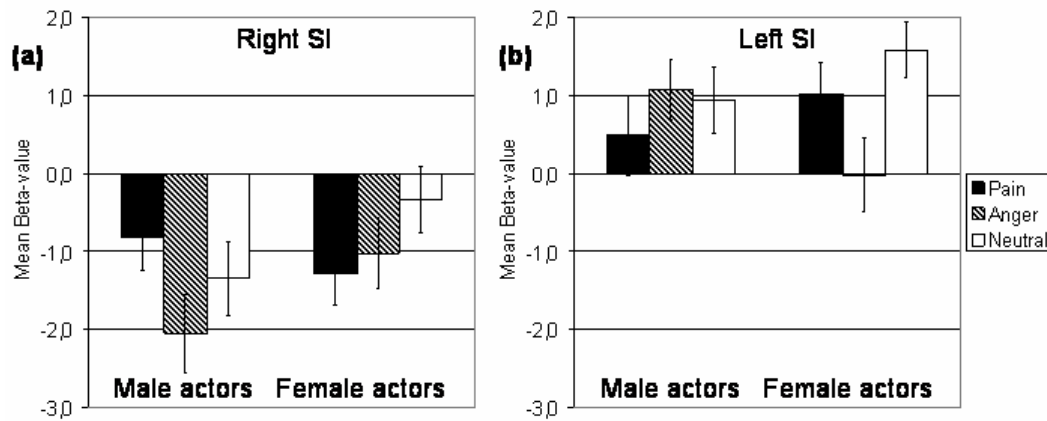 (a)
Right SI
Mean Beta-value
2,0
1,0
0,0
-1,0
-2,0
-3,0
Male actors
Female actors
(b)
Left SI
Mean Beta-value
2,0
1,0
0,0
-1,0
-2,0
-3,0
Male actors
Female actors
Pain
Anger
Neutral